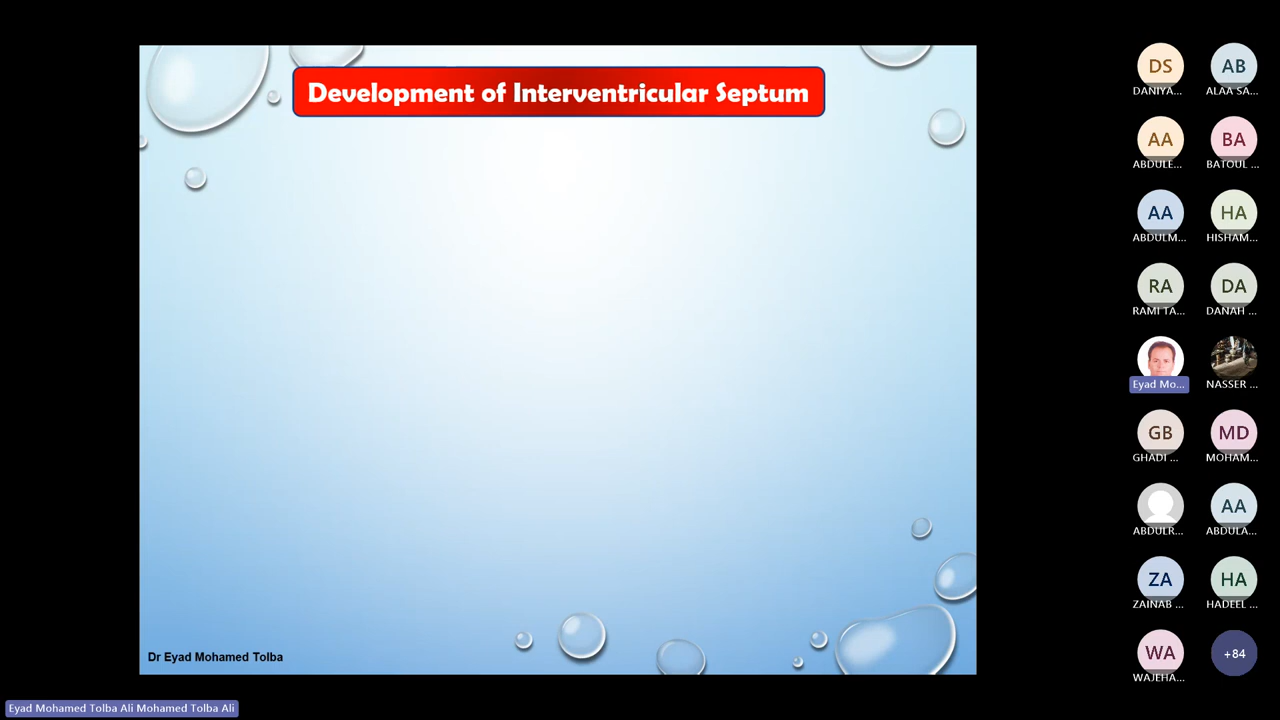 Development of Interventricular Septum
Dr Eyad Mohamed Tolba
Eyad Mohamed Tolba Ali Mohamed Tolba Ali
DS
DANIYA...
AB
ALAA SA...
AA
ABDULE...
BA
BATOUL ...
AA
ABDULM...
HA
HISHAM...
RA
RAMI TA...
DA
DANAH ...
Eyad Mo...
NASSER ...
GB
GHADI ...
MD
MOHAM...
ABDULR...
AA
ABDULA...
ZA
ZAINAB ...
HA
HADEEL ...
WA
WAJEHA...
+84